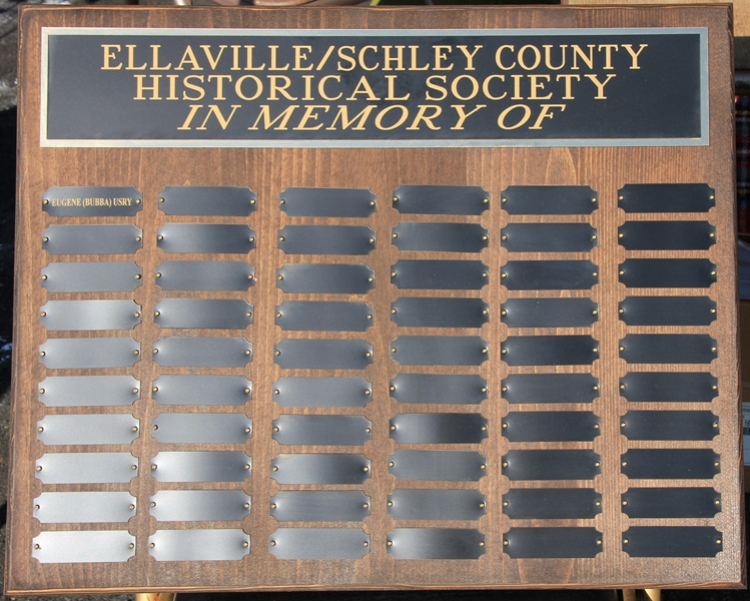 ELLAVILLE/SCHLEY COUNTY
HISTORICAL SOCIETY
IN MEMORY OF
EUGENE (BUBBA) USRY